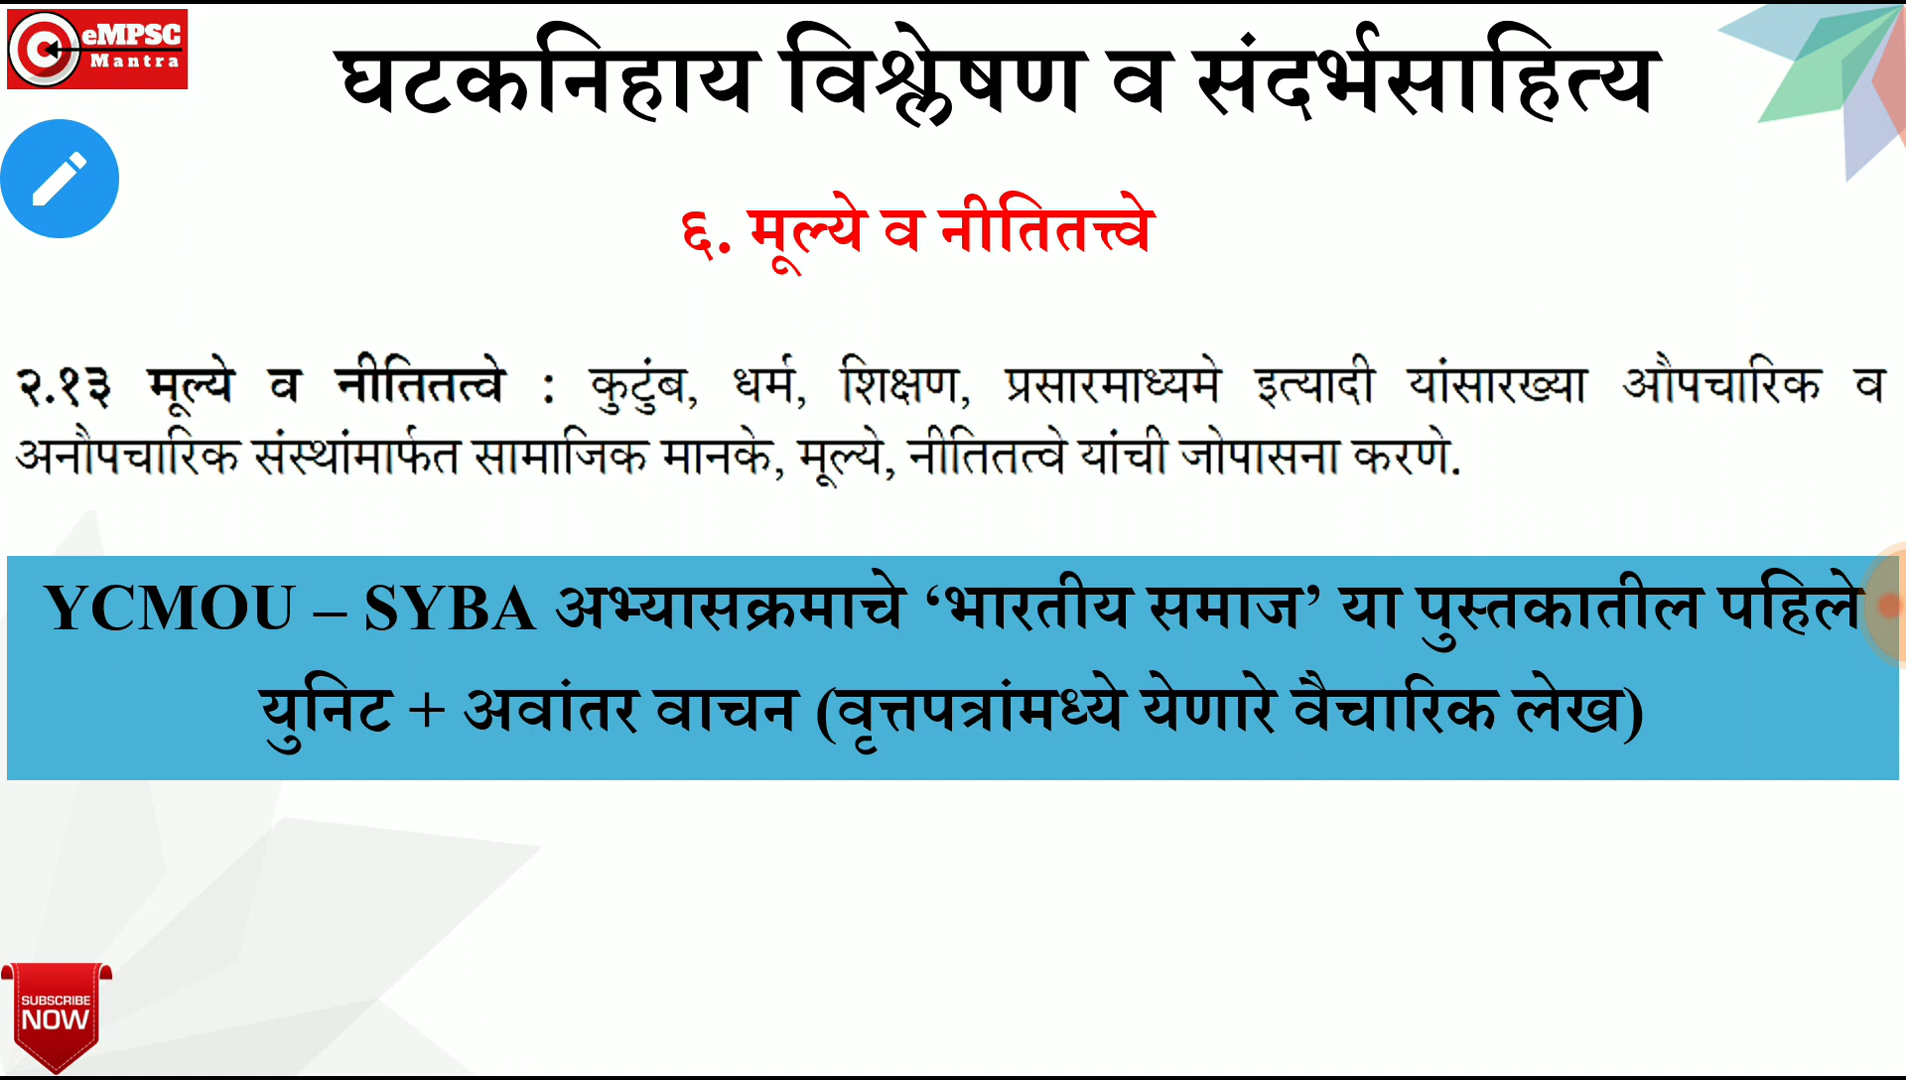 eMPSC
Mantra
घटकनिहाय विश्लेषण व संदर्भसाहित्य
६. मूल्ये व नीतितत्त्वे
२.१३ मूल्ये व नीतितत्वे : कुटुंब, धर्म, शिक्षण, प्रसारमाध्यमे इत्यादी यांसारख्या औपचारिक व
अनौपचारिक संस्थांमार्फत सामाजिक मानके, मूल्ये, नीतितत्वे यांची जोपासना करणे.
YCMOU – SYBA अभ्यासक्रमाचे ‘भारतीय समाज’ या पुस्तकातील पहिले
युनिट + अवांतर वाचन (वृत्तपत्रांमध्ये येणारे वैचारिक लेख)
SUBSCRIBE
NOW